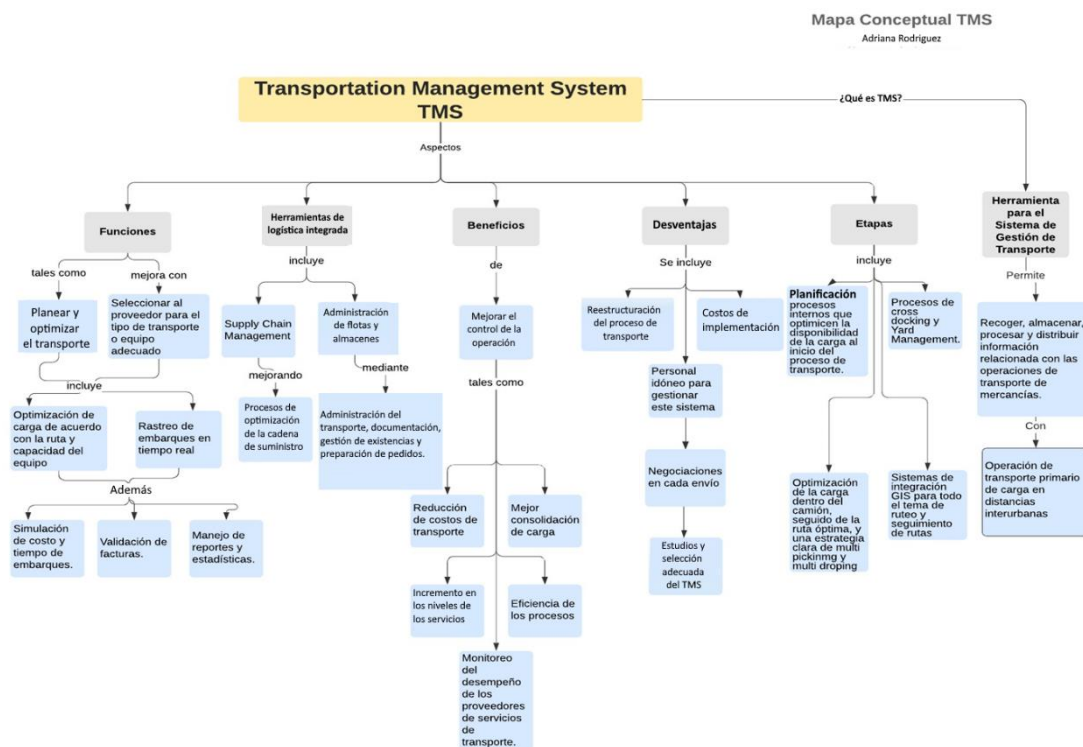 Mapa Conceptual TMS
Adriana Rodriguez
Transportation Management System
TMS
¿Qué es TMS?
Aspectos
Funciones
Herramientas de
logística integrada
Beneficios
Desventajas
Etapas
Herramienta
para el
Sistema de
Gestión de
Transporte
tales como
mejora con
incluye
de
Se incluye
incluye
Permite
Planear y
optimizar
el transporte
Seleccionar al
proveedor para el
tipo de transporte
o equipo
adecuado
Supply Chain
Management
Administración
de flotas y
almacenes
Mejorar el
control de la
operación
Reestructuración
del proceso de
transporte
Costos de
implementación
Planificación
procesos
internos que
optimicen la
disponibilidad
de la carga al
inicio del
proceso de
transporte.
Procesos de
cross
docking y
Yard
Management.
Recoger, almacenar,
procesar y distribuir
información
relacionada con las
operaciones de
transporte de
mercancías.
incluye
mejorando
mediante
tales como
Personal
idóneo para
gestionar
este sistema
Con
Optimización de
carga de acuerdo
con la ruta y
capacidad del
equipo
Rastreo de
embarques en
tiempo real
Procesos de
optimización
de la cadena
de suministro
Administración del
transporte, documentación,
gestión de existencias y
preparación de pedidos.
Negociaciones
en cada envío
Optimización
de la carga
dentro del
camión,
seguido de la
ruta óptima, y
una estrategia
clara de multi
pickinmg y
multi droping
Sistemas de
integración
GIS para todo
el tema de
ruteo y
seguimiento
de rutas
Operación de
transporte primario
de carga en
distancias
interurbanas
Además
Simulación
de costo y
tiempo de
embarques.
Validación de
facturas.
Manejo de
reportes y
estadísticas.
Reducción
de costos de
transporte
Mejor
consolidación
de carga
Estudios y
selección
adecuada
del TMS
Incremento en
los niveles de
los servicios
Eficiencia de
los procesos
Monitoreo
del
desempeño
de los
proveedores
de servicios
de
transporte.